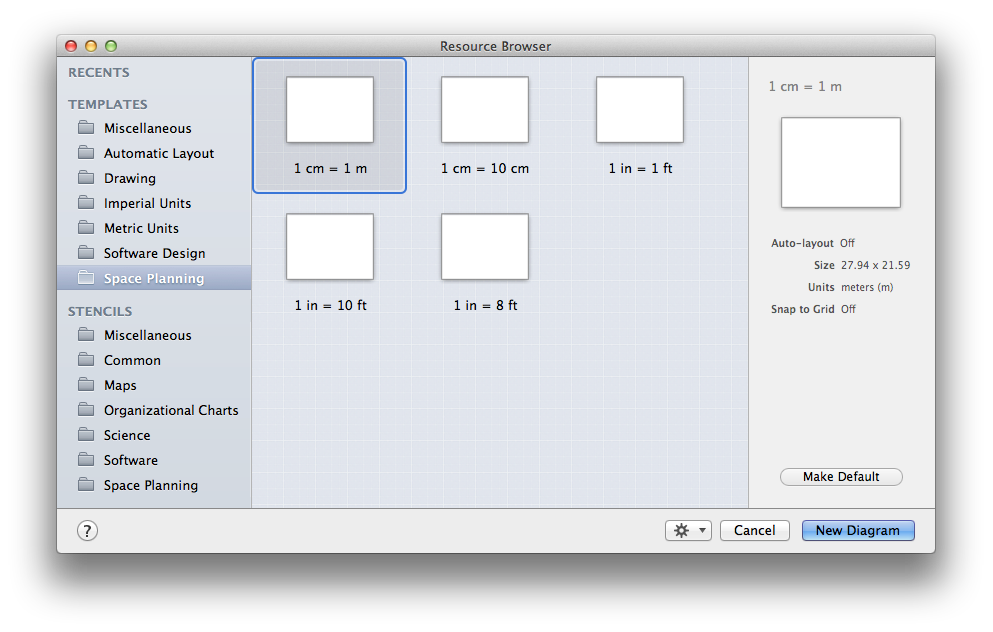 Resource Browser
RECENTS
TEMPLATES
Miscellaneous
Automatic Layout
Drawing
Imperial Units
Metric Units
Software Design
Space Planning
STENCILS
Miscellaneous
Common
Maps
Organizational Charts
Science
Software
Space Planning
1 cm = 1 m
1 cm = 10 cm
1 in = 1 ft
1 in = 10 ft
1 in = 8 ft
1 cm = 1 m
Auto-layout Off
Size 27.94 x 21.59
Units meters (m)
Snap to Grid Off
Make Default
?
Cancel
New Diagram